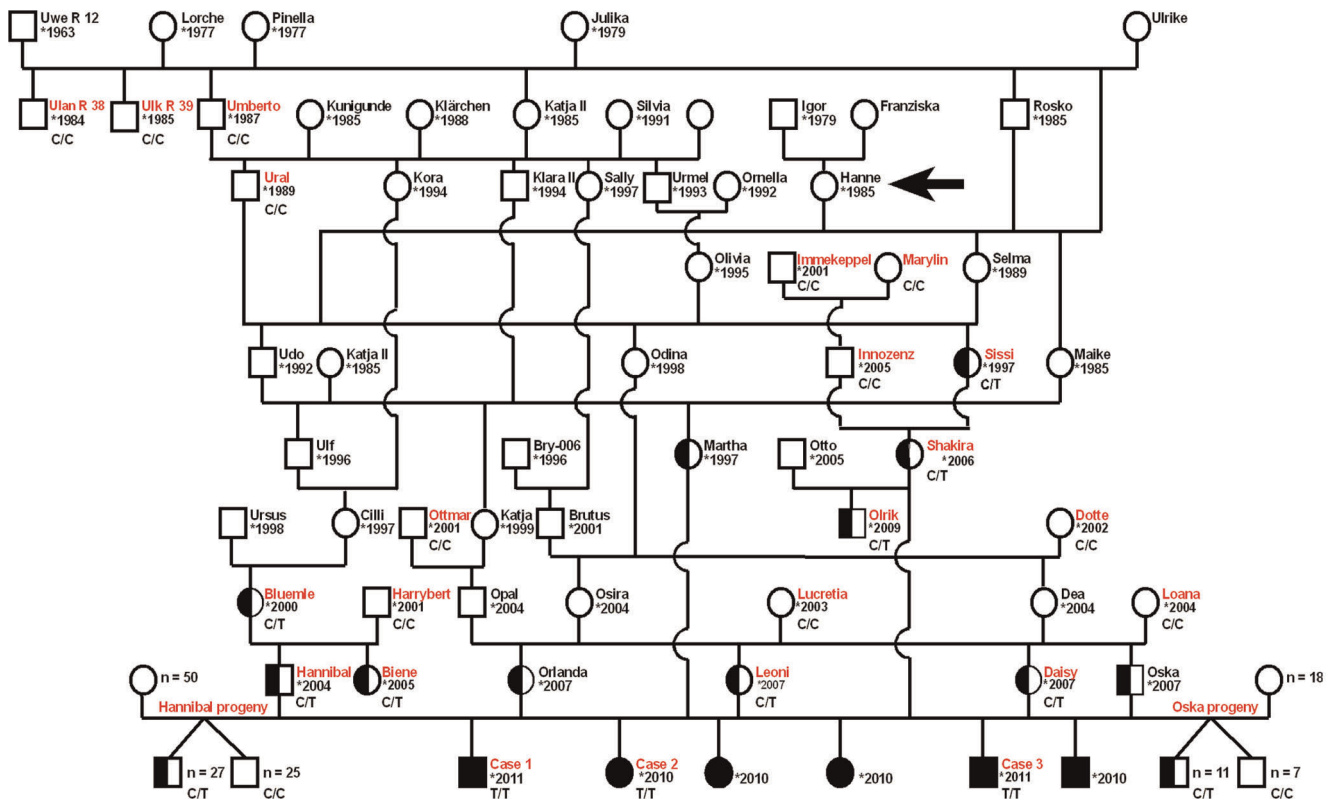 Uwe R 12
*1963
Lorche
*1977
Pinella
*1977
Julika
*1979
Ulrike
Ulan R 38
*1984
C/C
Ulk R 39
*1985
C/C
Umberto
*1987
C/C
Kunigunde
*1985
Klärchen
*1988
Katja II
*1985
Silvia
*1991
Igor
*1979
Franziska
Rosko
*1985
Ural
*1989
C/C
Kora
*1994
Klara II
*1994
Sally
*1997
Urmel
*1993
Ornella
*1992
Hanne
*1985
Olivia
*1995
Immekeppel
*2001
C/C
Marylin
C/C
Selma
*1989
Udo
*1992
Katja II
*1985
Odina
*1998
Innozenz
*2005
C/C
Sissi
*1997
C/T
Maike
*1985
Ulf
*1996
Bry-006
*1996
Martha
*1997
Otto
*2005
Shakira
*2006
C/T
Ursus
*1998
Cilli
*1997
Ottmar
*2001
C/C
Katja
*1999
Brutus
*2001
Olrik
*2009
C/T
Dotte
*2002
C/C
Bluemle
*2000
C/T
Harrybert
*2001
C/C
Opal
*2004
Osira
*2004
Lucretia
*2003
C/C
Dea
*2004
Loana
*2004
C/C
n = 50
Hannibal
*2004
C/T
Biene
*2005
C/T
Orlanda
*2007
Leoni
*2007
C/T
Daisy
*2007
C/T
Oska
*2007
n = 18
Hannibal progeny
Oska progeny
n = 27
C/T
n = 25
C/C
Case 1
*2011
T/T
Case 2
*2010
T/T
*2010
*2010
Case 3
*2011
T/T
*2010
n = 11
C/T
n = 7
C/C